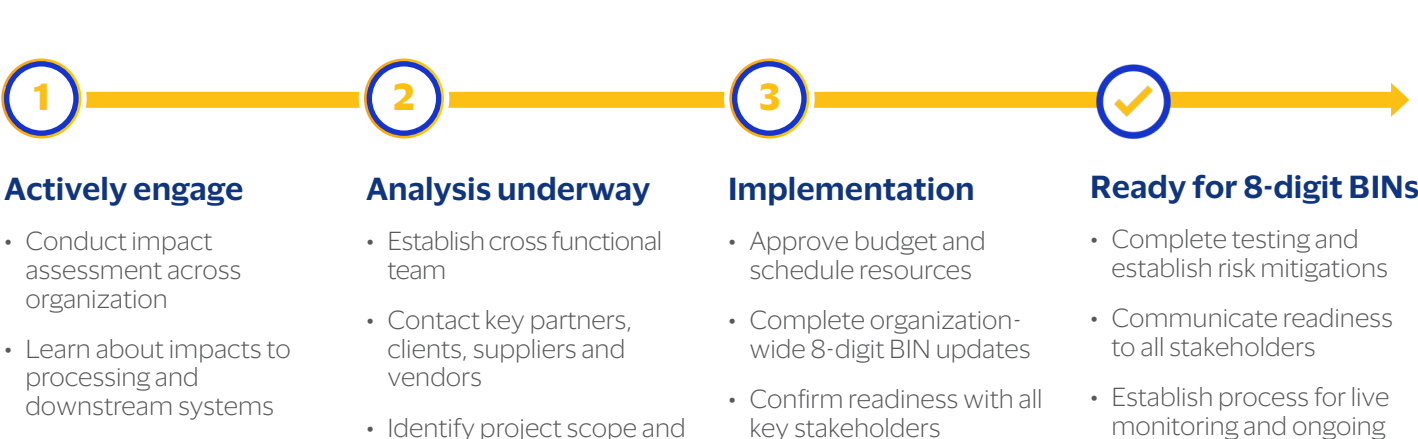 1
2
3
Actively engage
• Conduct impact
assessment across
organization
• Learn about impacts to
processing and
downstream systems
Analysis underway
• Establish cross functional
team
• Contact key partners,
clients, suppliers and
vendors
• Identify project scope and
Implementation
• Approve budget and
schedule resources
• Complete organization-
wide 8-digit BIN updates
• Confirm readiness with all
key stakeholders
Ready for 8-digit BINs
• Complete testing and
establish risk mitigations
• Communicate readiness
to all stakeholders
• Establish process for live
monitoring and ongoing